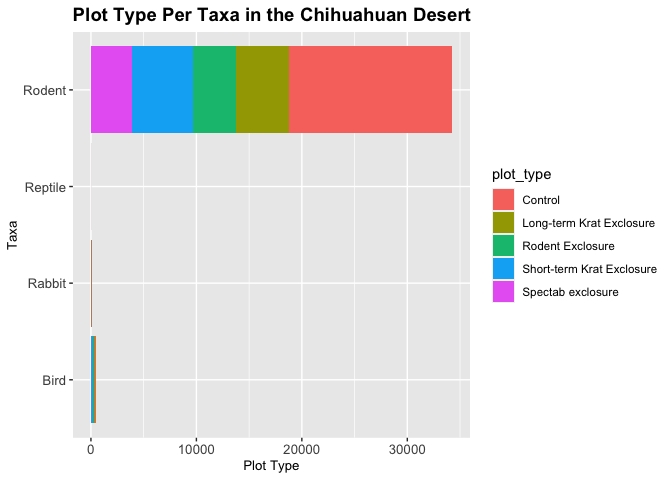 Plot Type Per Taxa in the Chihuahuan Desert
Rodent
Reptile
Rabbit
Bird
Taxa
0 10000 20000 30000
Plot Type
plot_type
Control
Long-term Krat Exclosure
Rodent Exclosure
Short-term Krat Exclosure
Spectab exclosure